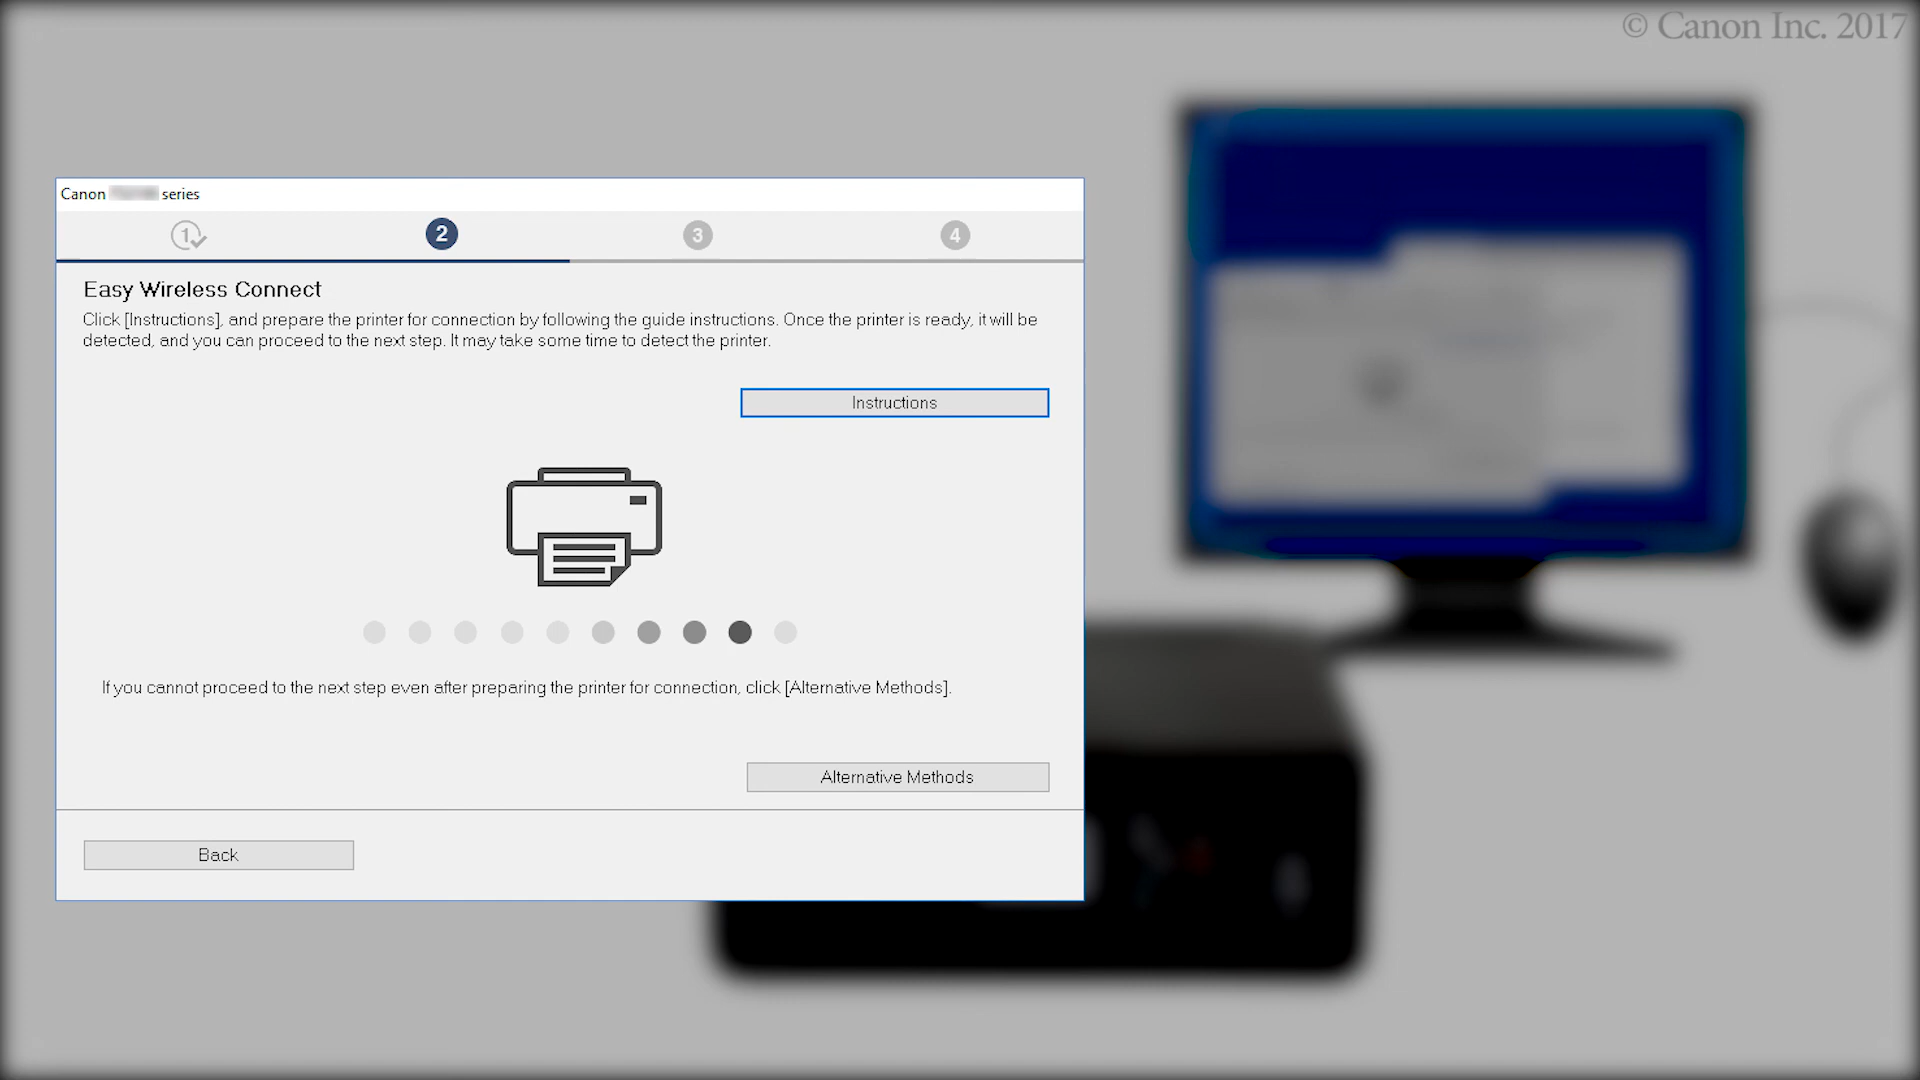 © Canon Inc. 2017
Canon series
1
2
3
4
Easy Wireless Connect
Click [Instructions], and prepare the printer for connection by following the guide instructions. Once the printer is ready, it will be
detected, and you can proceed to the next step. It may take some time to detect the printer.
Instructions
If you cannot proceed to the next step even after preparing the printer for connection, click [Alternative Methods].
Alternative Methods
Back